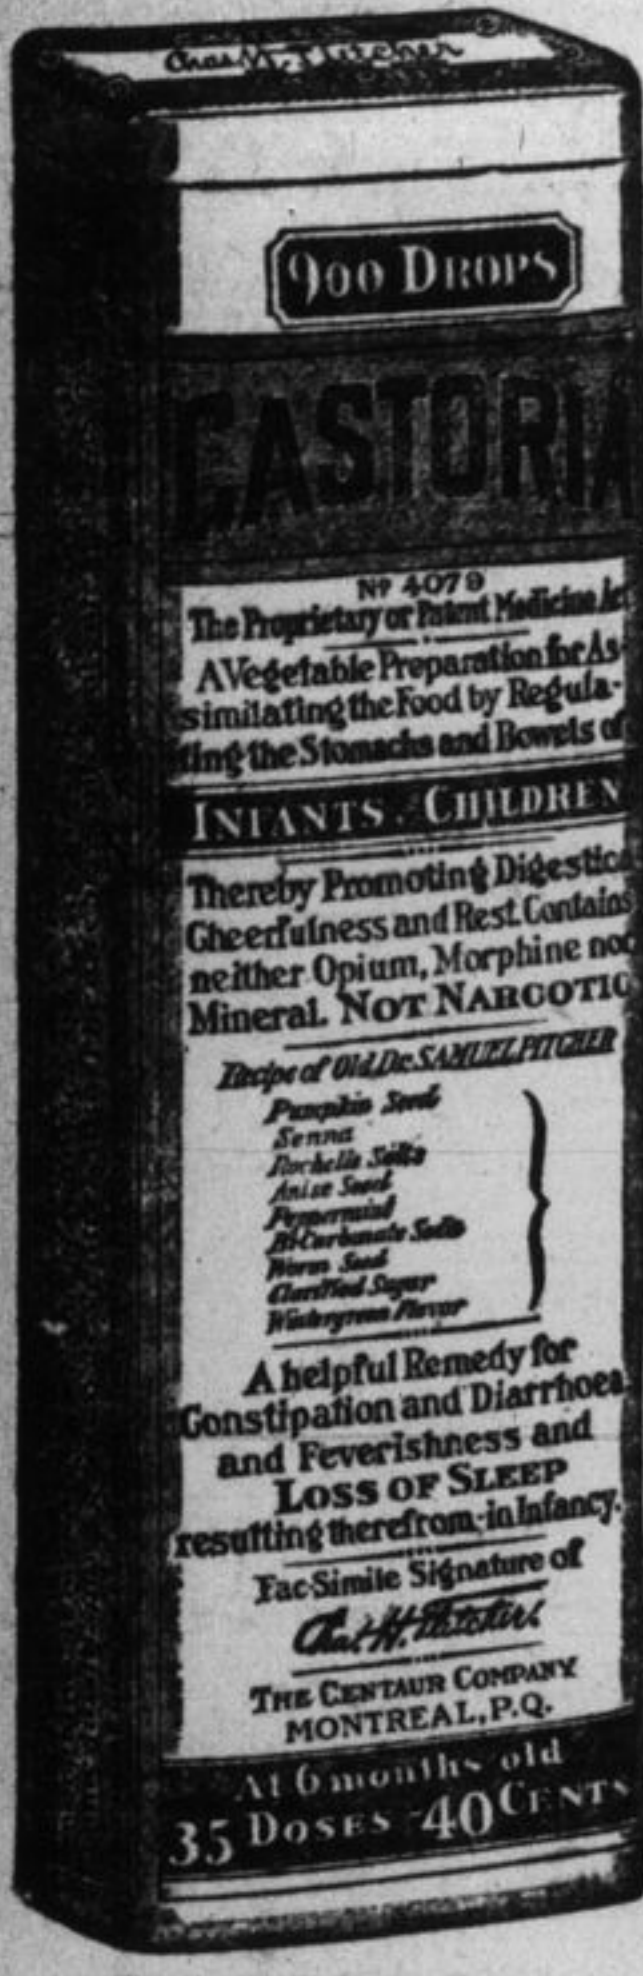 Chas. H. Fletcher
900 DROPS
CASTORIA
Nº 4079
The Proprietary or Patent Medicine Act
A Vegetable Preparation for As-
similating the Food by Regula-
ting the Stomachs and Bowels of
INFANTS CHILDREN
Thereby Promoting Digestion
Cheerfulness and Rest. Contains
neither Opium, Morphine nor
Mineral. NOT NARCOTIC
Recipe of Old Dr. SAMUEL PITCHER
Pumpkin Seed
Senna
Rochelle Salts
Anise Seed
Peppermint
Bi-Carbonate Soda
Worm Seed
Clarified Sugar
Wintergreen Flavor
A helpful Remedy for
Constipation and Diarrhoea
and Feverishness and
LOSS OF SLEEP
resulting therefrom, in Infancy.
Fac-Simile Signature of
Chas. H. Fletcher.
THE CENTAUR COMPANY
MONTREAL, P.Q.
At 6 months old
35 DOSES - 40 CENTS